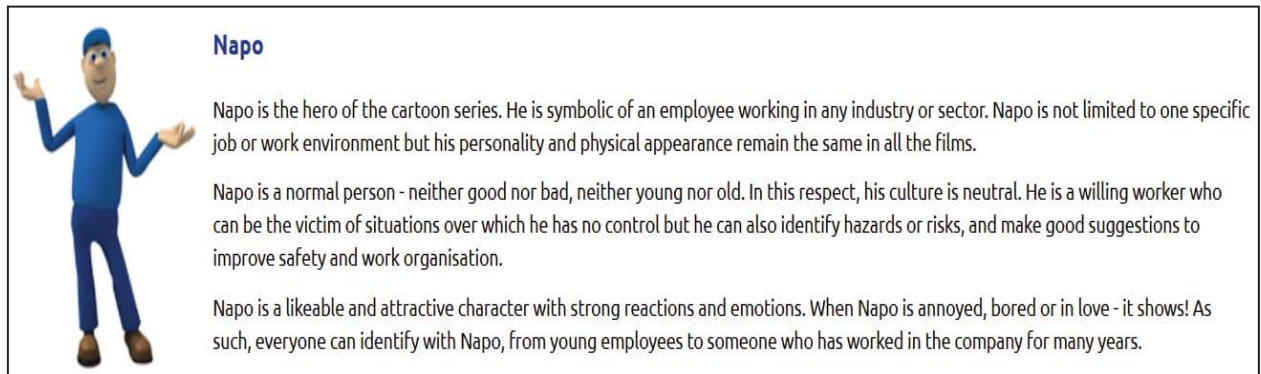 Napo
Napo is the hero of the cartoon series. He is symbolic of an employee working in any industry or sector. Napo is not limited to one specific
job or work environment but his personality and physical appearance remain the same in all the films.
Napo is a normal person - neither good nor bad, neither young nor old. In this respect, his culture is neutral. He is a willing worker who
can be the victim of situations over which he has no control but he can also identify hazards or risks, and make good suggestions to
improve safety and work organisation.
Napo is a likeable and attractive character with strong reactions and emotions. When Napo is annoyed, bored or in love - it shows! As
such, everyone can identify with Napo, from young employees to someone who has worked in the company for many years.